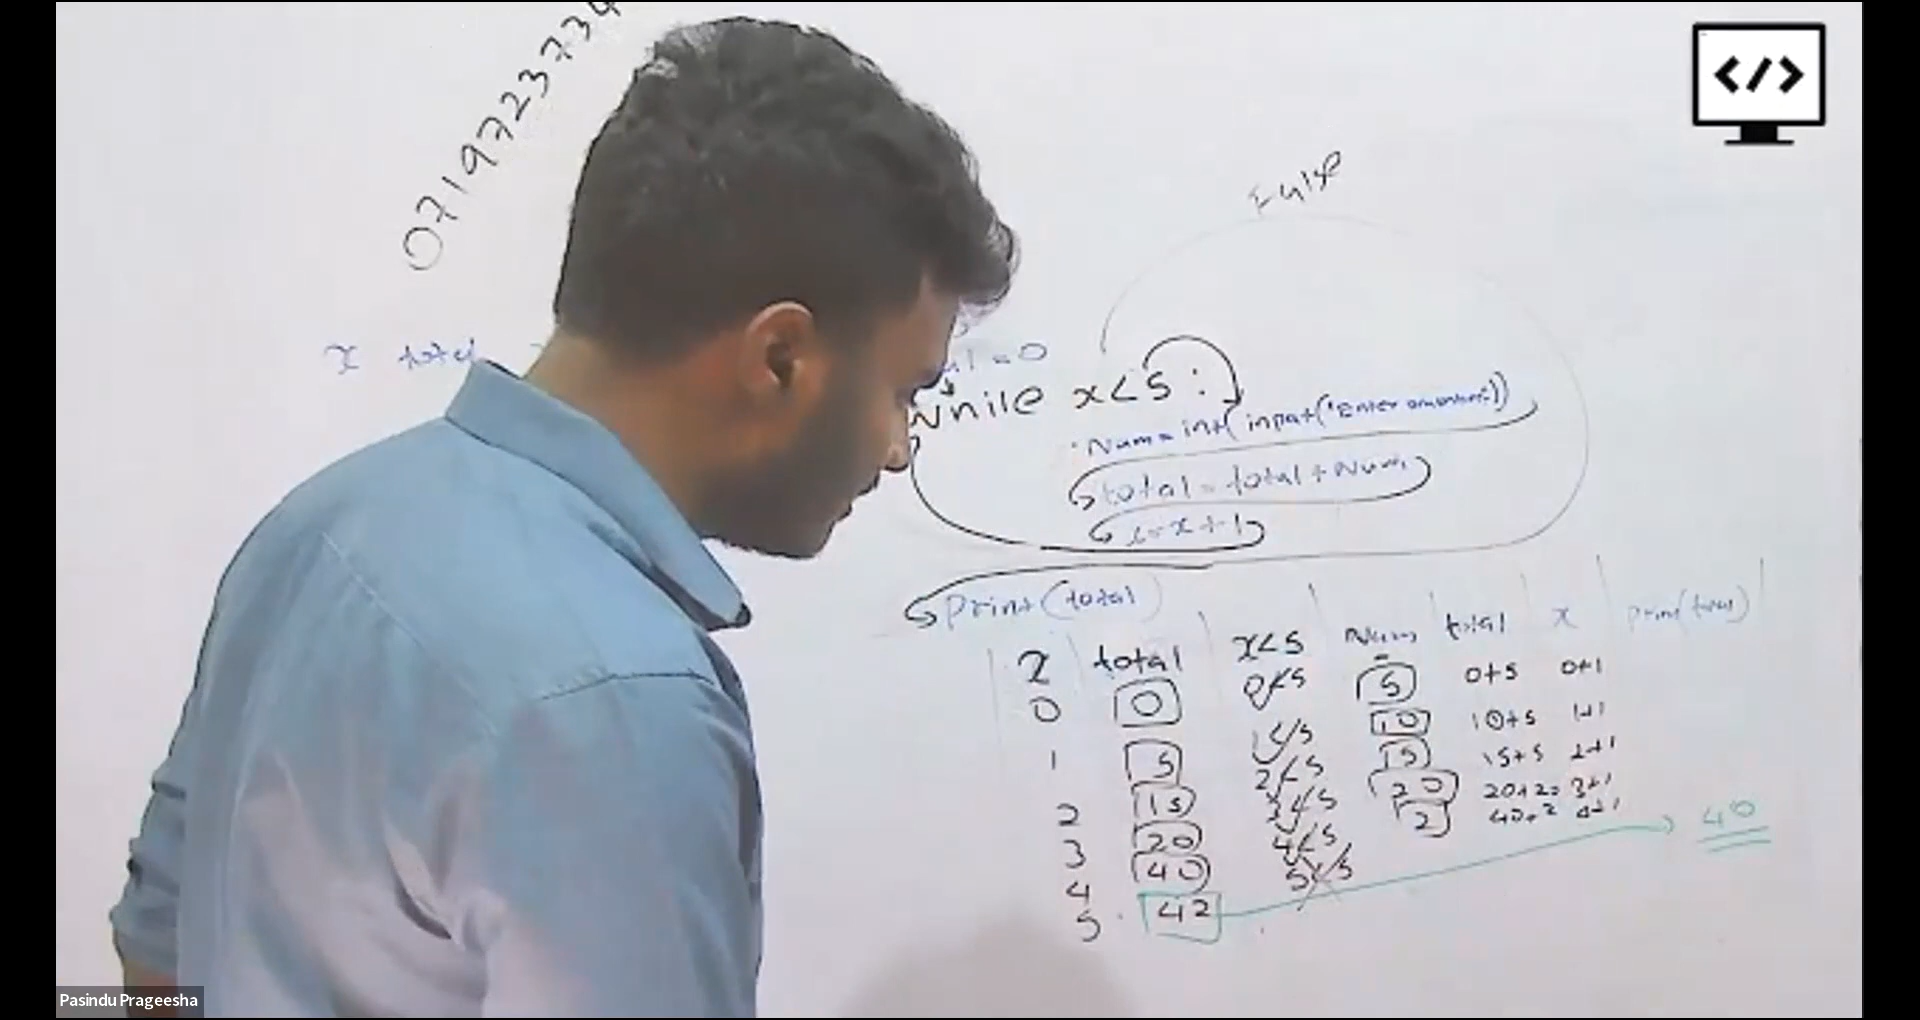 0719723734
</>
False
x total
= 0
while x<5:
Num = int(input("Enter amount:"))
total = total + Num
x = x + 1
print(total)
x total x<5 Num total x print(total)
0 0 0<5 5 0+5 0+1
1 5 1<5 10 10+5 1+1
2 15 2<5 15 15+5 2+1
3 20 3<5 20 20+20 3+1
4 40 4<5 2 40+2 4+1
5 42 5<5 40
Pasindu Prageesha